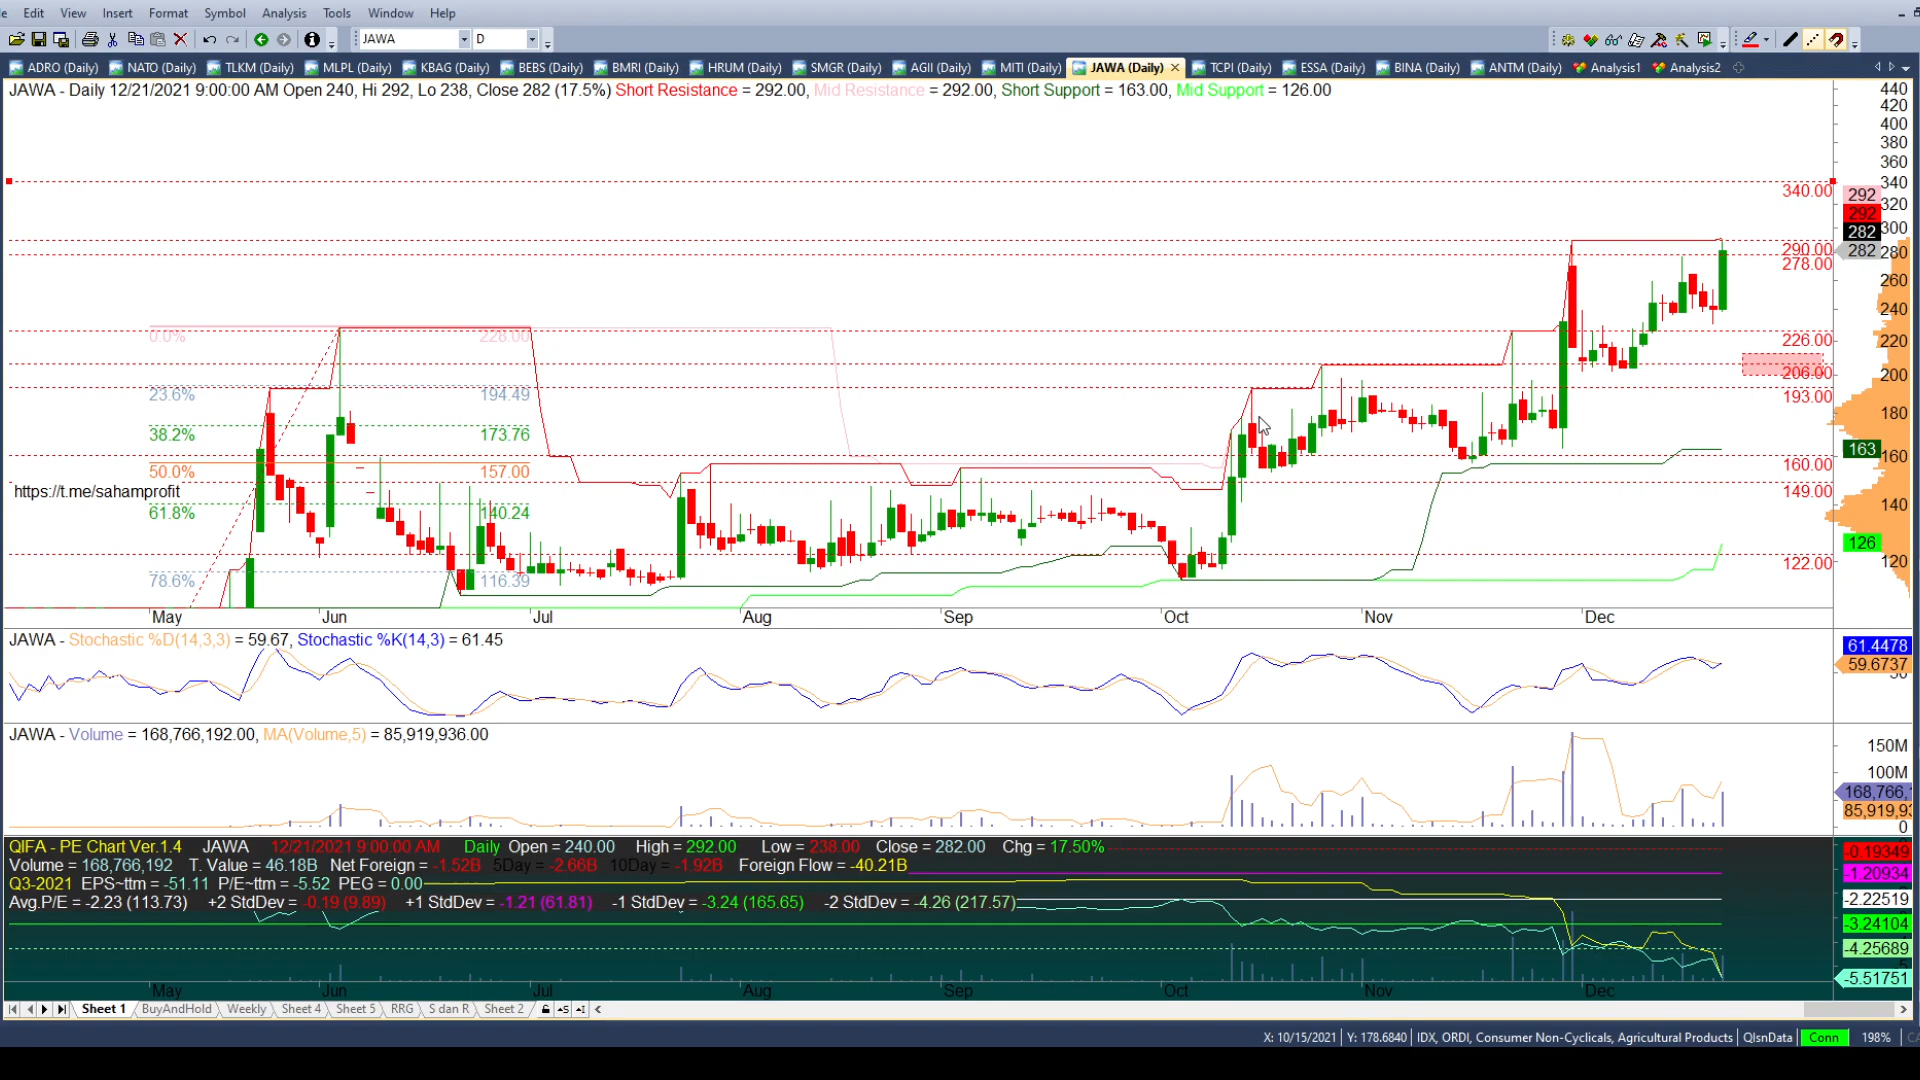 Edit View Insert Format Symbol Analysis Tools Window Help
JAWA D
ADRO (Daily) NATO (Daily) TLKM (Daily) MLPL (Daily) KBAG (Daily) BEBS (Daily) BMRI (Daily) HRUM (Daily) SMGR (Daily) AGII (Daily) MITI (Daily) JAWA (Daily) TCPI (Daily) ESSA (Daily) BINA (Daily) ANTM (Daily) Analysis1 Analysis2
JAWA - Daily 12/21/2021 9:00:00 AM Open 240, Hi 292, Lo 238, Close 282 (17.5%) Short Resistance = 292.00, Mid Resistance = 292.00, Short Support = 163.00, Mid Support = 126.00
440
420
400
380
360
340
340.00
292
320
292
282 300
290.00 282 280
278.00
260
240
0.0% 228.00 226.00 220
206.00 200
23.6% 194.49 193.00
180
38.2% 173.76
163
160
50.0% 157.00 160.00
https://t.me/sahamprofit 149.00
61.8% 140.24 140
126
122.00 120
78.6% 116.39
May Jun Jul Aug Sep Oct Nov Dec
JAWA - Stochastic %D(14,3,3) = 59.67, Stochastic %K(14,3) = 61.45
61.4478
59.6737
JAWA - Volume = 168,766,192.00, MA(Volume,5) = 85,919,936.00
150M
100M
168,766,
85,919,93
0
QIFA - PE Chart Ver.1.4 JAWA 12/21/2021 9:00:00 AM Daily Open = 240.00 High = 292.00 Low = 238.00 Close = 282.00 Chg = 17.50%
Volume = 168,766,192 T. Value = 46.18B Net Foreign = -1.52B 5Day = -2.66B 10Day = -1.92B Foreign Flow = -40.21B
Q3-2021 EPS~ttm = -51.11 P/E~ttm = -5.52 PEG = 0.00
Avg.P/E = -2.23 (113.73) +2 StdDev = -0.19 (9.89) +1 StdDev = -1.21 (61.81) -1 StdDev = -3.24 (165.65) -2 StdDev = -4.26 (217.57)
-0.19349
-1.20934
-2.22519
-3.24104
-4.25689
-5.51751
May Jun Jul Aug Sep Oct Nov Dec
Sheet 1 BuyAndHold Weekly Sheet 4 Sheet 5 RRG S dan R Sheet 2
X: 10/15/2021 Y: 178.6840 IDX, ORDI, Consumer Non-Cyclicals, Agricultural Products QlsnData Conn 198%